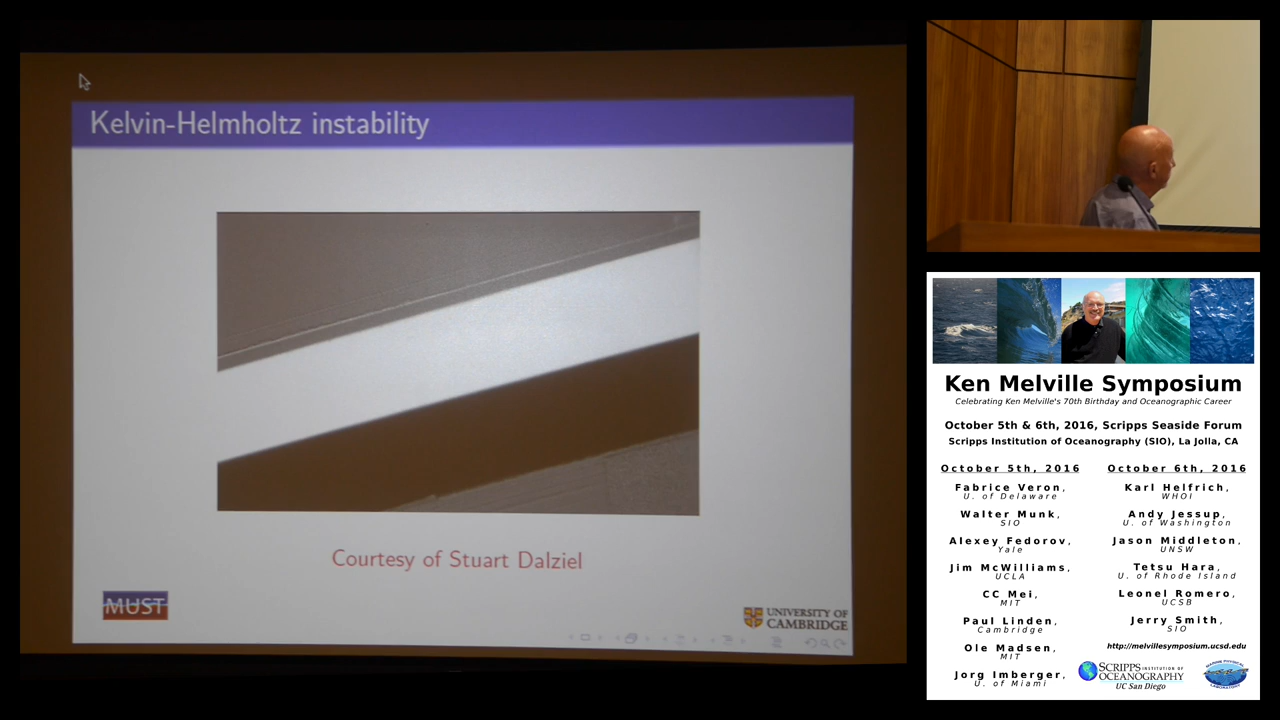 Kelvin-Helmholtz instability
Courtesy of Stuart Dalziel
MUST
UNIVERSITY OF
CAMBRIDGE
Ken Melville Symposium
Celebrating Ken Melville's 70th Birthday and Oceanographic Career
October 5th & 6th, 2016, Scripps Seaside Forum
Scripps Institution of Oceanography (SIO), La Jolla, CA
October 5th, 2016
Fabrice Veron,
U. of Delaware
Walter Munk,
SIO
Alexey Fedorov,
Yale
Jim McWilliams,
UCLA
CC Mei,
MIT
Paul Linden,
Cambridge
Ole Madsen,
MIT
Jorg Imberger,
U. of Miami
October 6th, 2016
Karl Helfrich,
WHOI
Andy Jessup,
U. of Washington
Jason Middleton,
UNSW
Tetsu Hara,
U. of Rhode Island
Leonel Romero,
UCSB
Jerry Smith,
SIO
http://melvillesymposium.ucsd.edu
SCRIPPS INSTITUTION OF
OCEANOGRAPHY
UC San Diego
MARINE PHYSICAL
LABORATORY